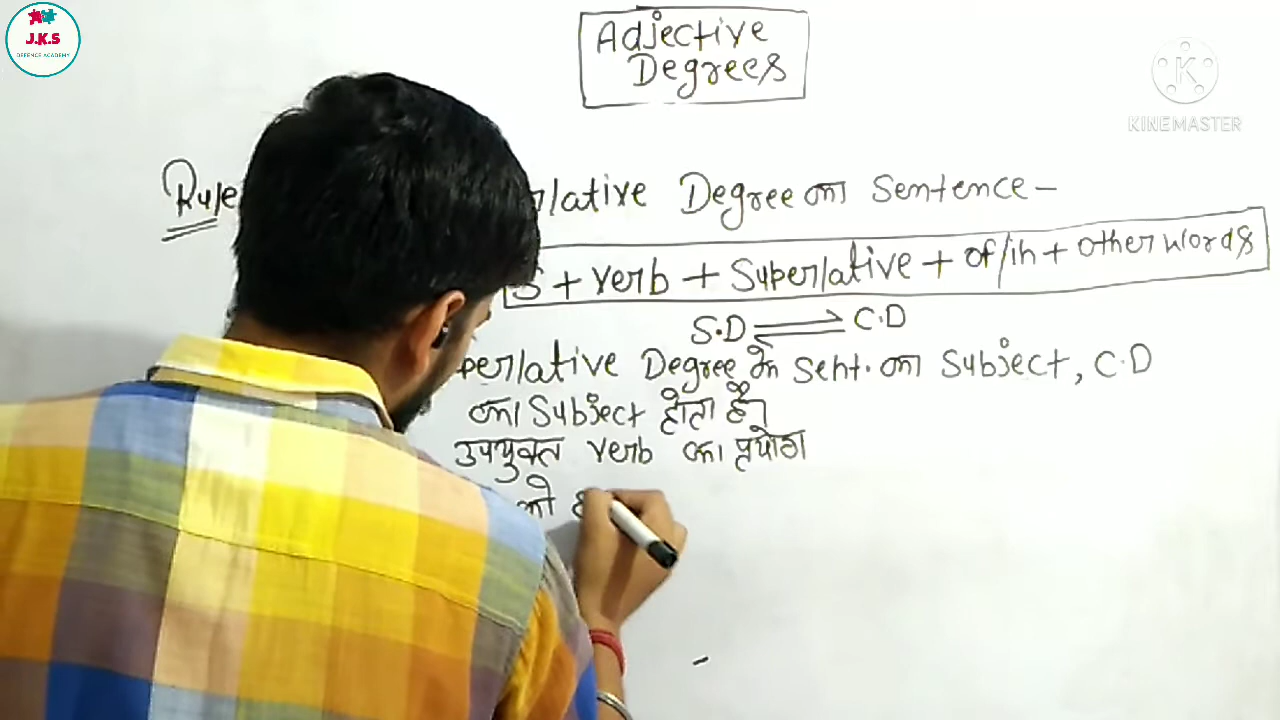 J.K.S
DEFENCE ACADEMY
Adjective
Degrees
K
KINEMASTER
Rule
lative Degree का Sentence-
S + verb + Superlative + of/in + other words
S.D ⇌ C.D
perlative Degree के Sent. का Subject, C.D
का Subject होता है।
उपयुक्त verb का प्रयोग
को